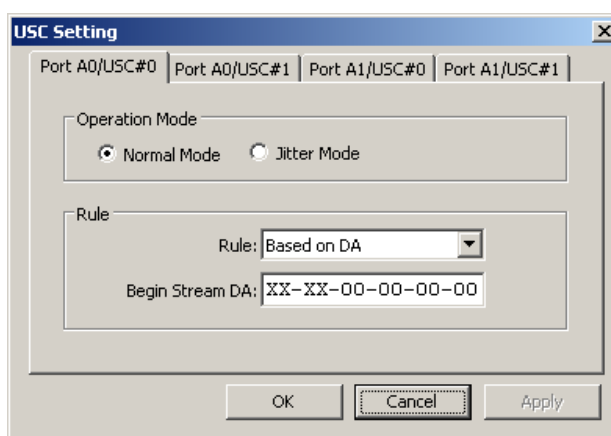 USC Setting
Port A0/USC#0 Port A0/USC#1 Port A1/USC#0 Port A1/USC#1
Operation Mode
Normal Mode Jitter Mode
Rule
Rule: Based on DA
Begin Stream DA: XX-XX-00-00-00-00
OK Cancel Apply